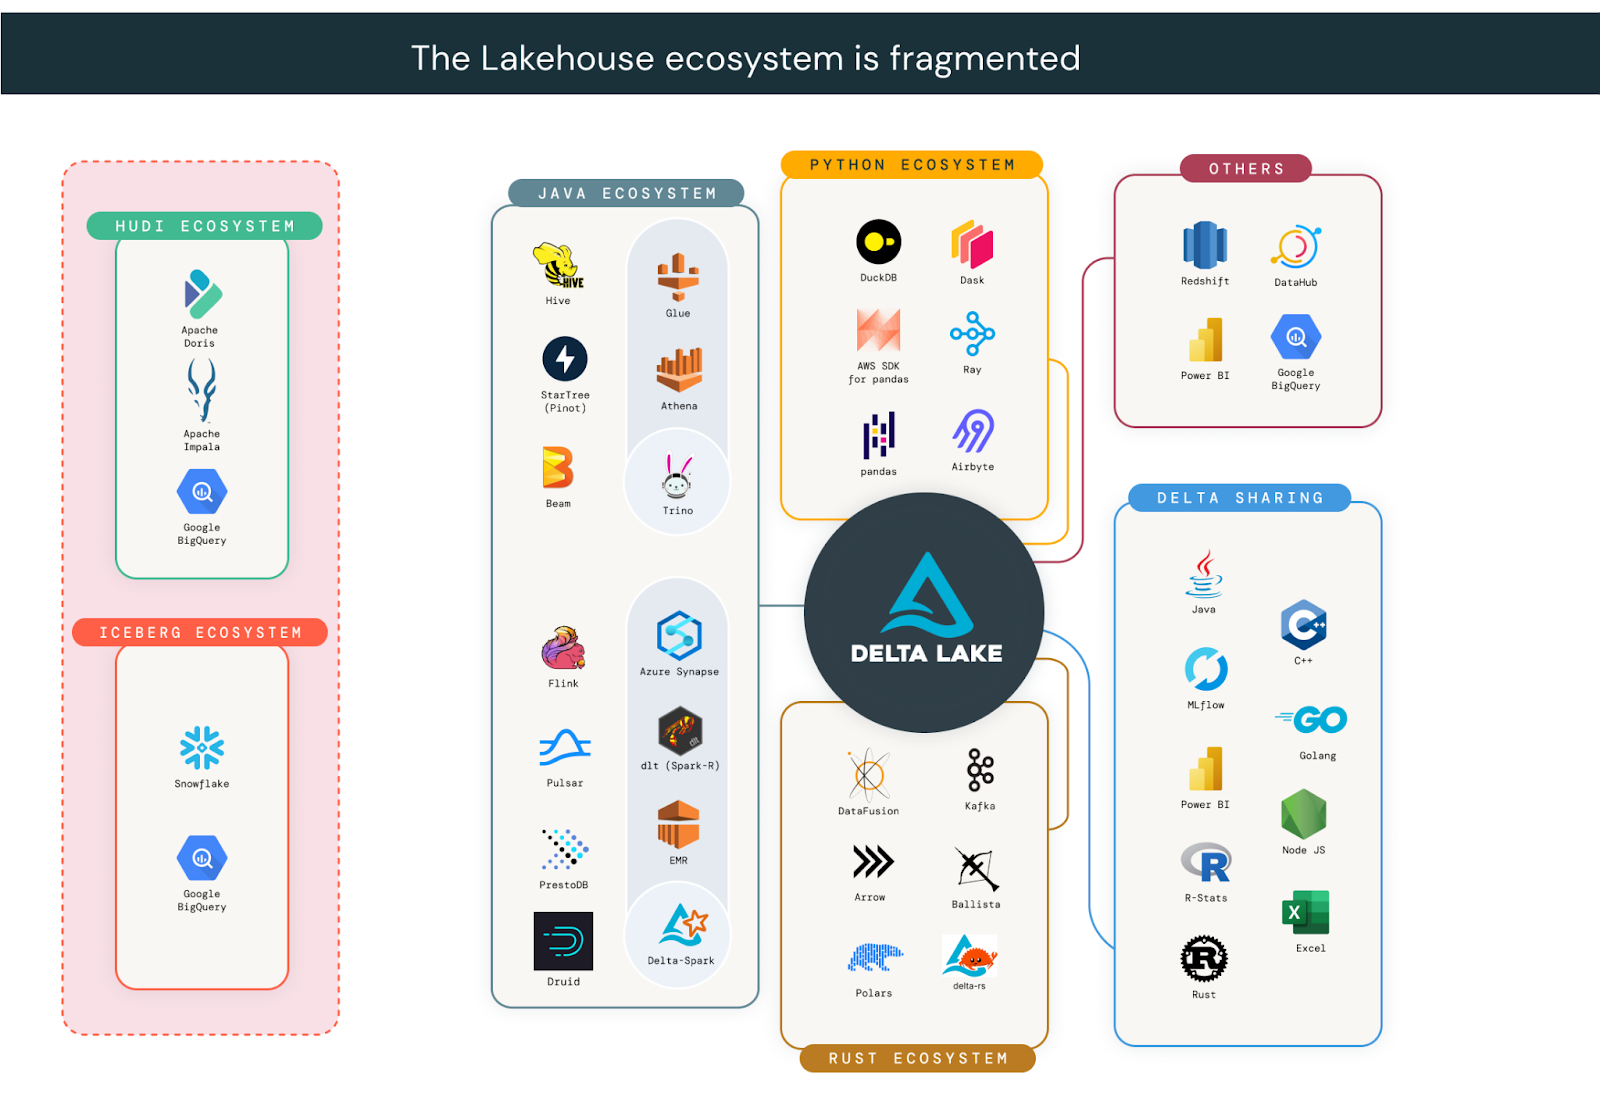 The Lakehouse ecosystem is fragmented
HUDI ECOSYSTEM
Apache
Doris
Apache
Impala
Google
BigQuery
ICEBERG ECOSYSTEM
Snowflake
Google
BigQuery
JAVA ECOSYSTEM
HIVE
Hive
Glue
StarTree
(Pinot)
Athena
Beam
Trino
Flink
Azure Synapse
Pulsar
dlt
dlt (Spark-R)
PrestoDB
EMR
Druid
Delta-Spark
PYTHON ECOSYSTEM
DuckDB
Dask
AWS SDK
for pandas
Ray
pandas
Airbyte
DELTA LAKE
DataFusion
Kafka
Arrow
Ballista
Polars
delta-rs
RUST ECOSYSTEM
OTHERS
Redshift
DataHub
Power BI
Google
BigQuery
DELTA SHARING
Java
C++
C++
MLflow
GO
Golang
Power BI
Node JS
R
R-Stats
X
Excel
R
Rust